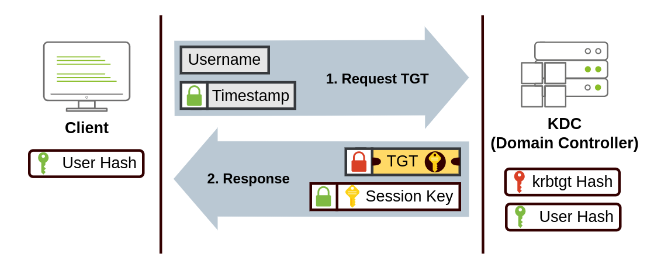 Username
Timestamp
1. Request TGT
Client
User Hash
KDC
(Domain Controller)
TGT
2. Response
Session Key
krbtgt Hash
User Hash